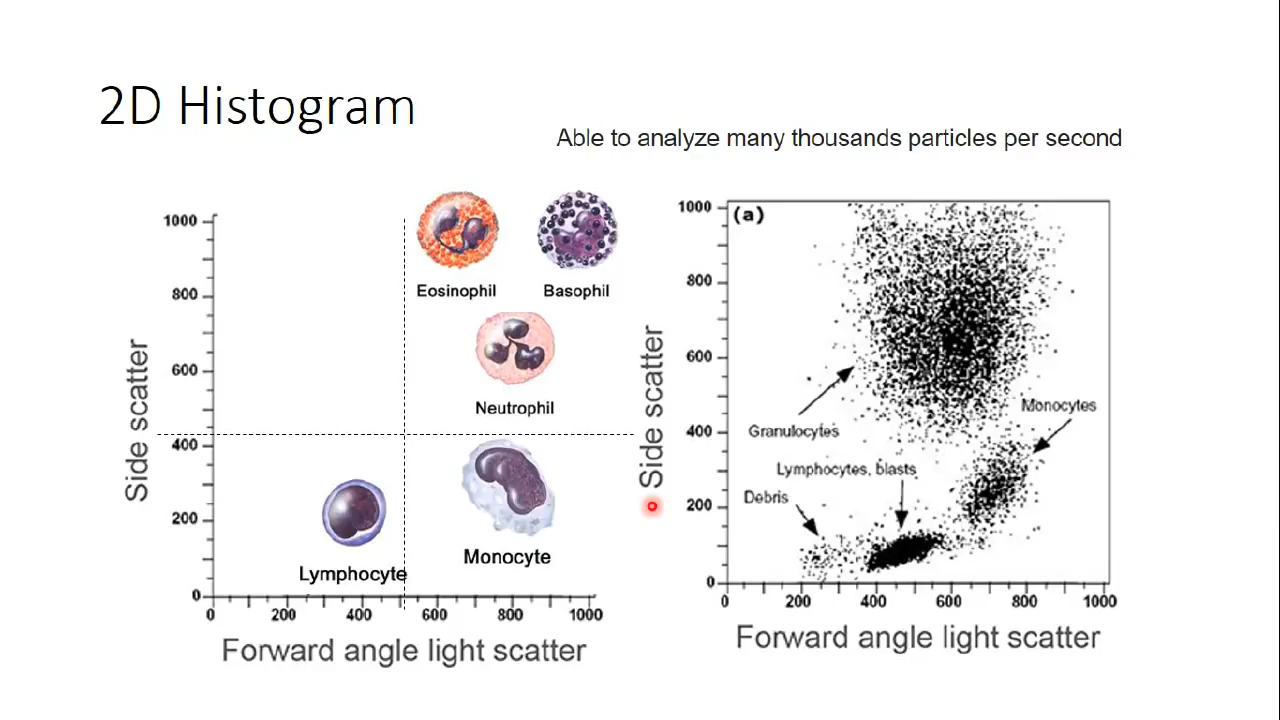 2D Histogram
Able to analyze many thousands particles per second
1000
800
600
400
200
0
Side scatter
Eosinophil
Basophil
Neutrophil
Lymphocyte
Monocyte
0 200 400 600 800 1000
Forward angle light scatter
(a)
1000
800
600
400
200
0
Side scatter
Granulocytes
Monocytes
Lymphocytes, blasts
Debris
0 200 400 600 800 1000
Forward angle light scatter